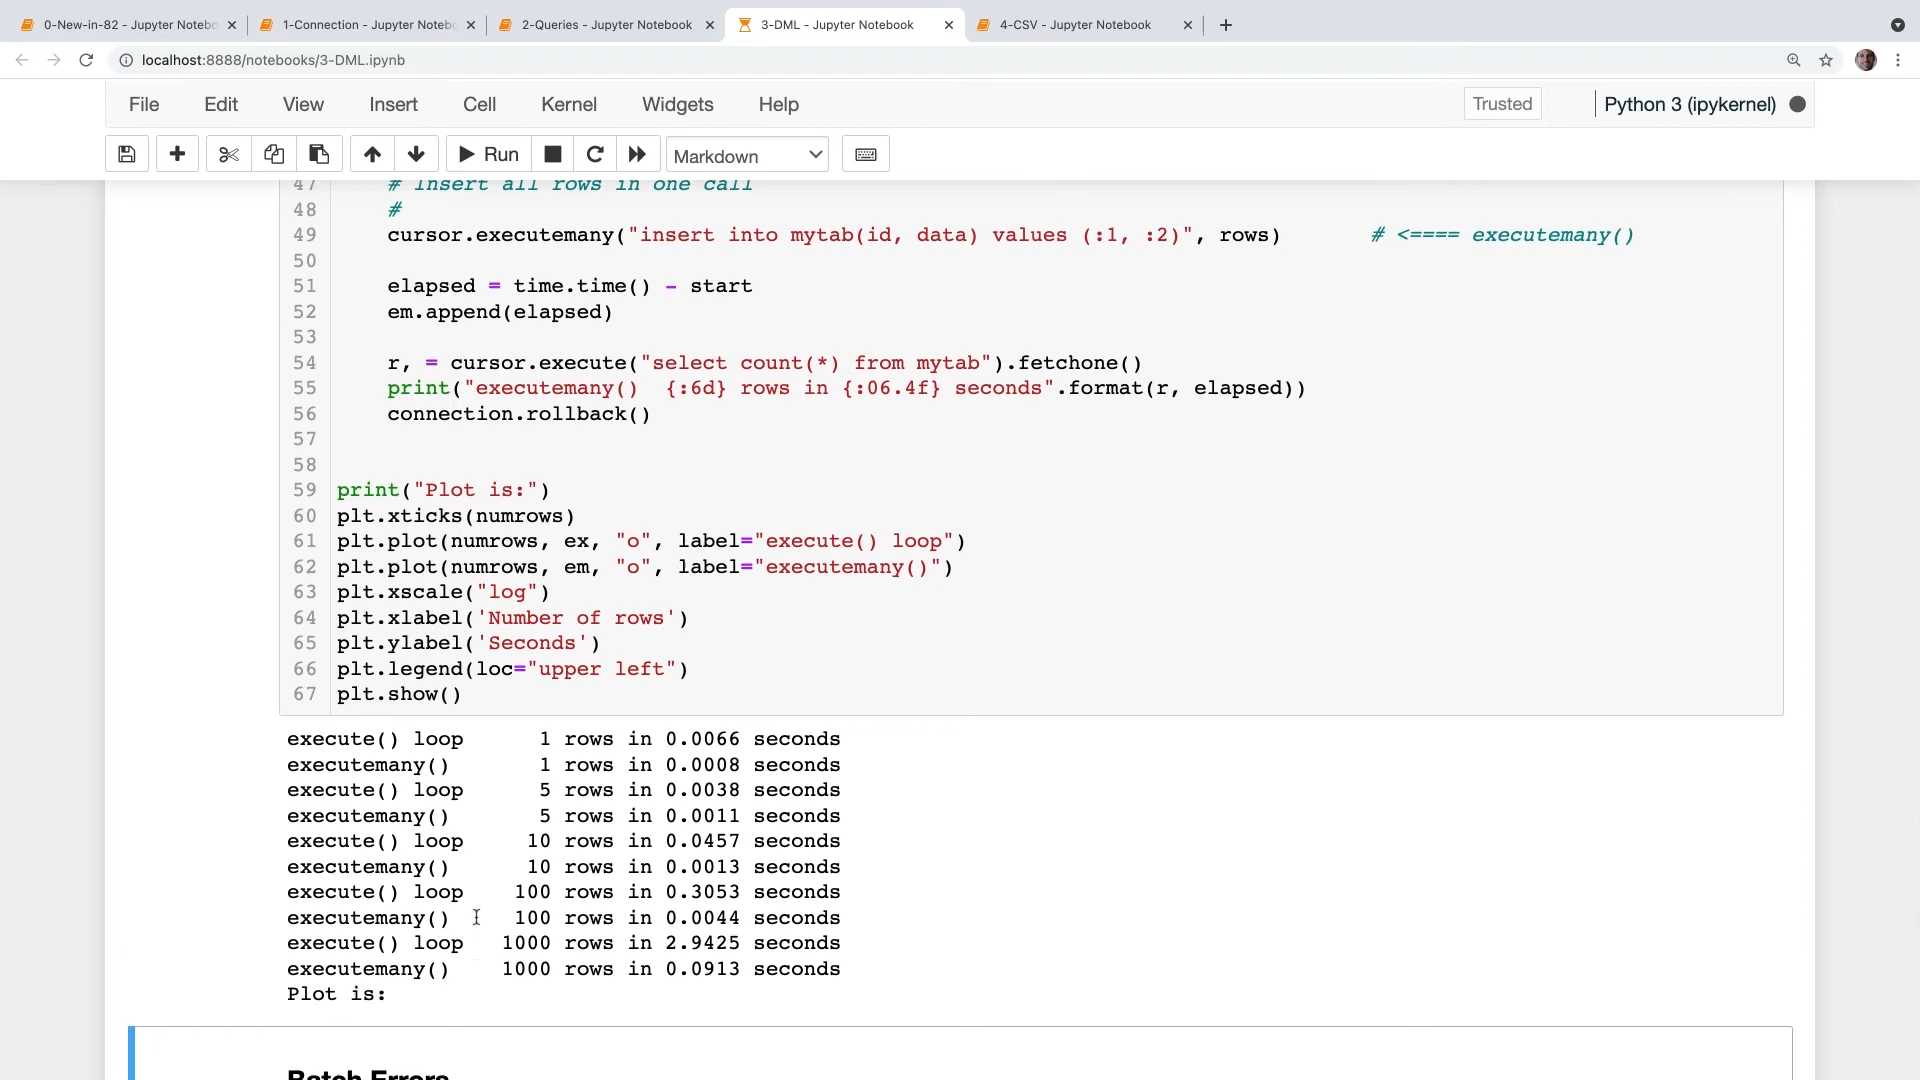 0-New-in-82 - Jupyter Notebo
1-Connection - Jupyter Notebo
2-Queries - Jupyter Notebook
3-DML - Jupyter Notebook
4-CSV - Jupyter Notebook
localhost:8888/notebooks/3-DML.ipynb
File Edit View Insert Cell Kernel Widgets Help
Trusted
Python 3 (ipykernel)
Run
Markdown
47 # Insert all rows in one call
48 #
49 cursor.executemany("insert into mytab(id, data) values (:1, :2)", rows) # <==== executemany()
50
51 elapsed = time.time() - start
52 em.append(elapsed)
53
54 r, = cursor.execute("select count(*) from mytab").fetchone()
55 print("executemany() {:6d} rows in {:06.4f} seconds".format(r, elapsed))
56 connection.rollback()
57
58
59 print("Plot is:")
60 plt.xticks(numrows)
61 plt.plot(numrows, ex, "o", label="execute() loop")
62 plt.plot(numrows, em, "o", label="executemany()")
63 plt.xscale("log")
64 plt.xlabel('Number of rows')
65 plt.ylabel('Seconds')
66 plt.legend(loc="upper left")
67 plt.show()
execute() loop 1 rows in 0.0066 seconds
executemany() 1 rows in 0.0008 seconds
execute() loop 5 rows in 0.0038 seconds
executemany() 5 rows in 0.0011 seconds
execute() loop 10 rows in 0.0457 seconds
executemany() 10 rows in 0.0013 seconds
execute() loop 100 rows in 0.3053 seconds
executemany() 100 rows in 0.0044 seconds
execute() loop 1000 rows in 2.9425 seconds
executemany() 1000 rows in 0.0913 seconds
Plot is:
Batch Errors